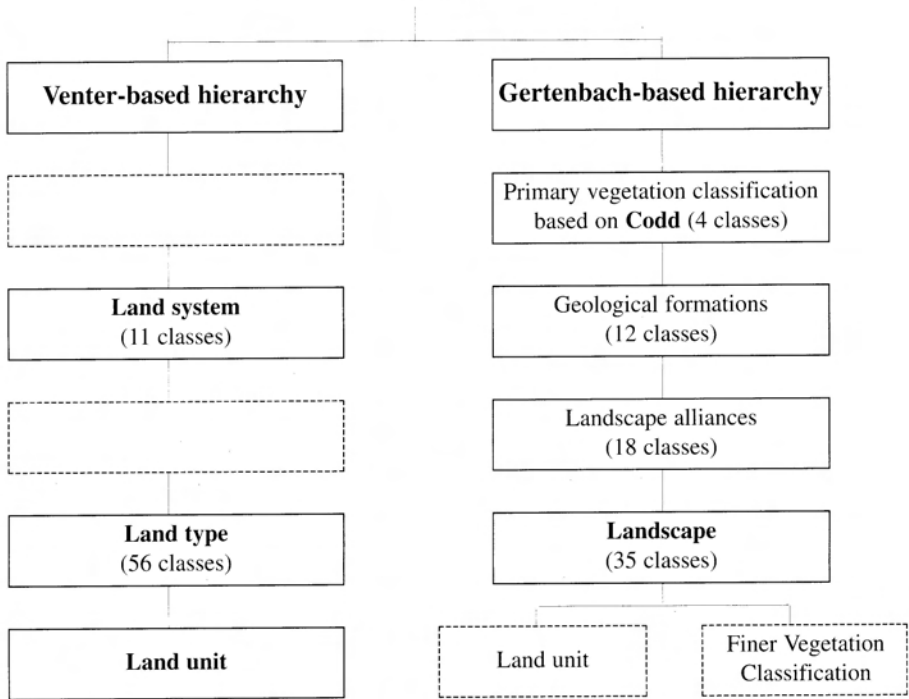 Venter-based hierarchy
Gertenbach-based hierarchy
Primary vegetation classification
based on Codd (4 classes)
Land system
(11 classes)
Geological formations
(12 classes)
Landscape alliances
(18 classes)
Land type
(56 classes)
Landscape
(35 classes)
Land unit
Land unit
Finer Vegetation
Classification